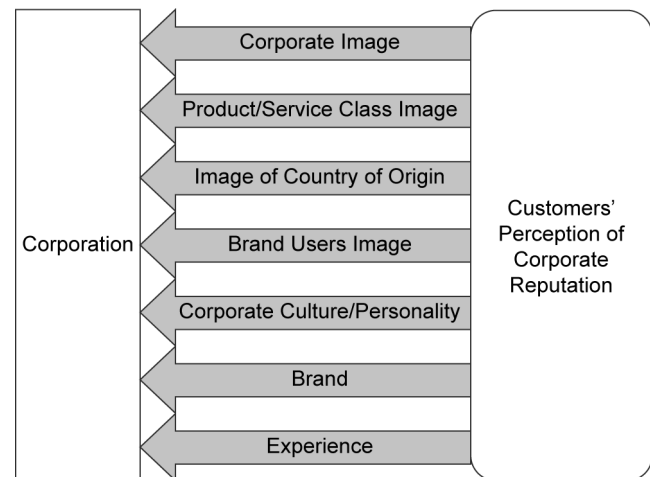 Corporate Image
Product/Service Class Image
Image of Country of Origin
Corporation
Brand Users Image
Customers’
Perception of
Corporate
Reputation
Corporate Culture/Personality
Brand
Experience